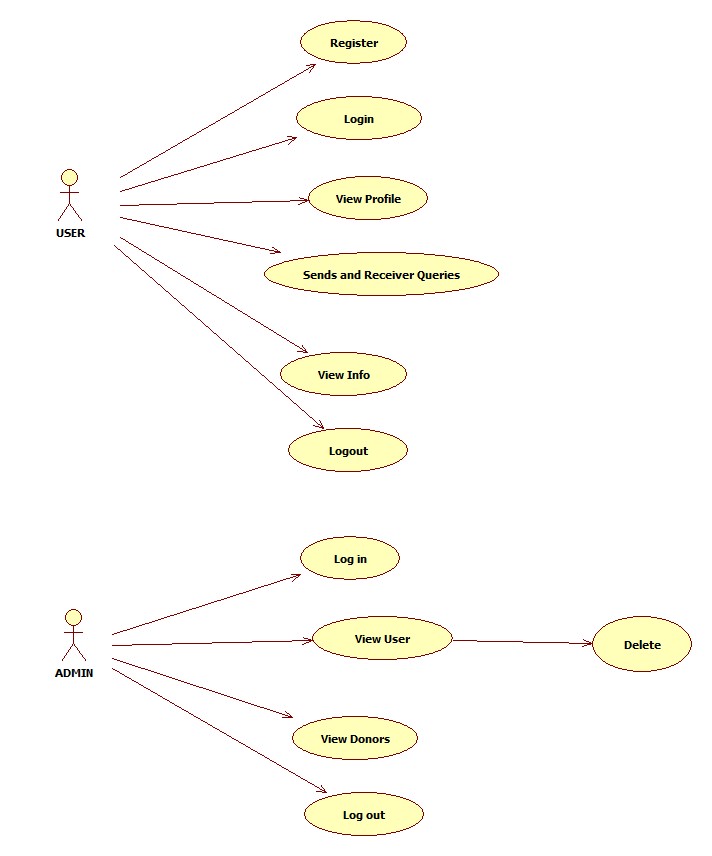 Register
Login
View Profile
USER
Sends and Receiver Queries
View Info
Logout
Log in
View User
Delete
ADMIN
View Donors
Log out